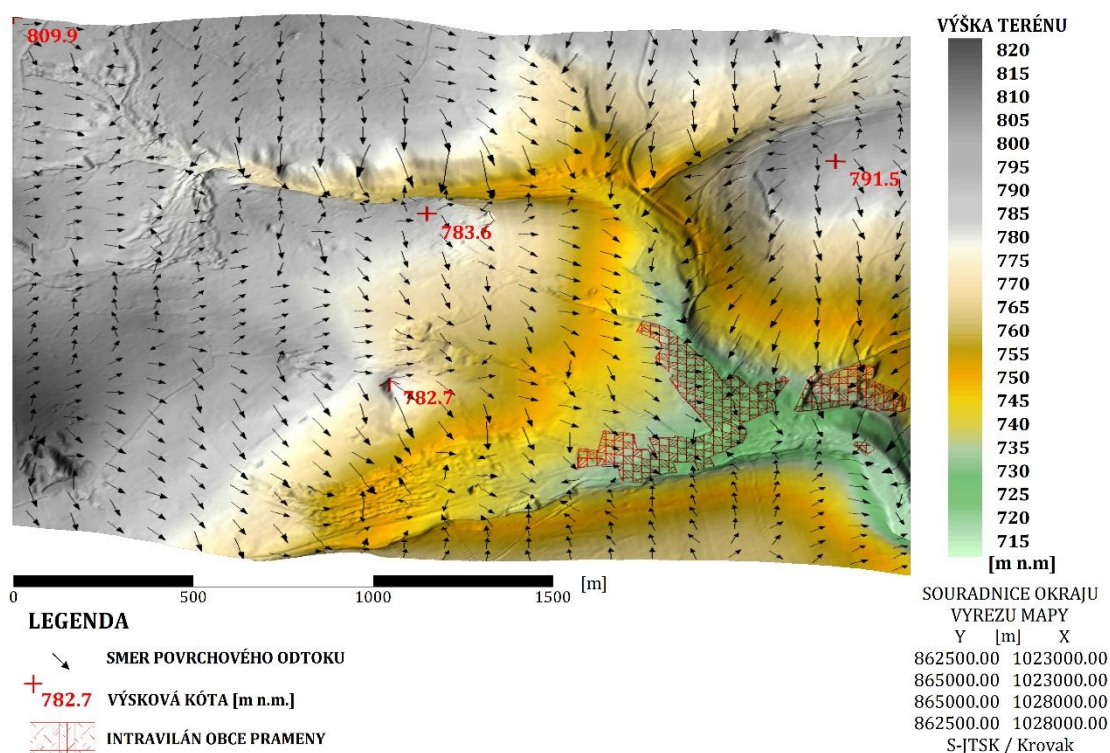 809.9
791.5
783.6
782.7
VÝŠKA TERÉNU
820
815
810
805
800
795
790
785
780
770
765
760
755
750
745
740
735
730
725
720
715
[m n.m]
0 500 1000 1500 [m]
LEGENDA
SMER POVRCHOVÉHO ODTOKU
782.7 VÝSKOVÁ KÓTA [m n.m.]
INTRAVILÁN OBCE PRAMENY
SOURADNICE OKRAJU
VYREZU MAPY
Y [m] X
862500.00 1023000.00
865000.00 1023000.00
865000.00 1028000.00
862500.00 1028000.00
S-JTSK / Krovak